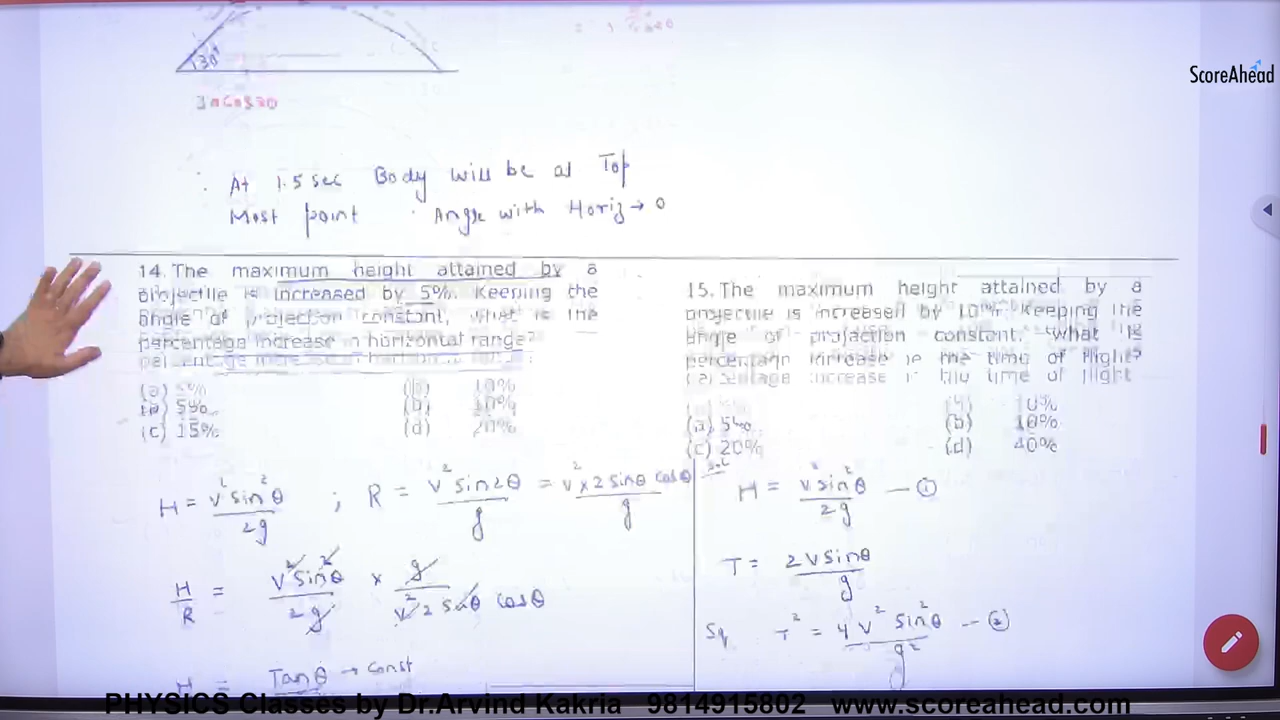 ScoreAhead
30°
∴ At 1.5 sec Body will be at Top
Most point . Angle with Horiz → 0
14. The maximum height attained by a
projectile is increased by 5%. Keeping the
angle of projection constant, what is the
percentage increase in horizontal range?
(a) 5% (b) 10%
(c) 15% (d) 20%
H = v² sin²θ / 2g ; R = v² sin2θ / g = v² × 2 sinθ cosθ / g
H/R = v² sin²θ / 2g × g / v² 2 sinθ cosθ
H = Tanθ → Const
15. The maximum height attained by a
projectile is increased by 10%. Keeping the
angle of projection constant. What is
percentage increase in the time of flight?
(a) 5% (b) 10%
(c) 20% (d) 40%
Sol
H = v² sin²θ / 2g — ①
T = 2v sinθ / g
Sq T² = 4 v² sin²θ / g² — ②
PHYSICS Classes by Dr.Arvind Kakria 9814915802 www.scoreahead.com